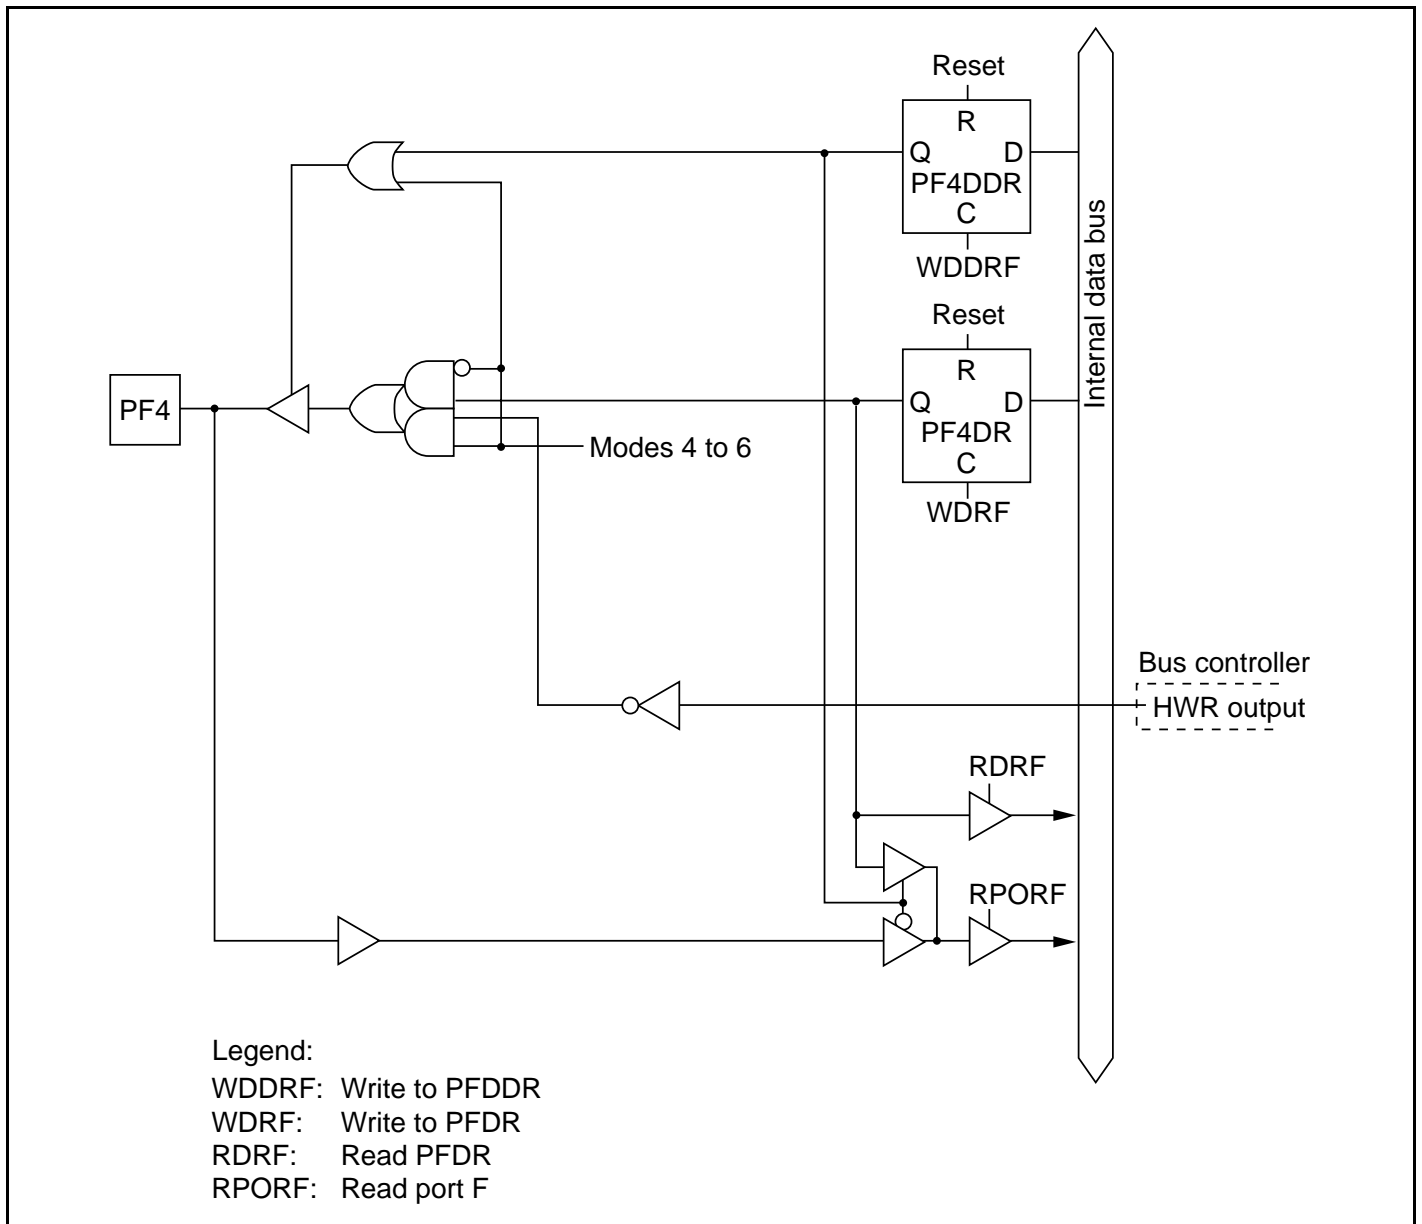 Reset
R
Q D
PF4DDR
C
WDDRF
Reset
R
Q D
PF4DR
C
WDRF
Internal data bus
PF4
Modes 4 to 6
Bus controller
HWR output
RDRF
RPORF
Legend:
WDDRF: Write to PFDDR
WDRF: Write to PFDR
RDRF: Read PFDR
RPORF: Read port F